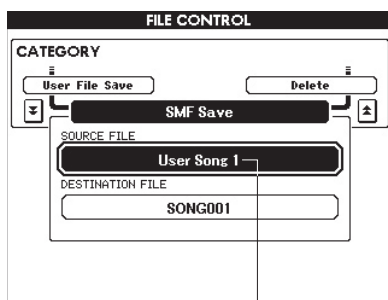 FILE CONTROL
CATEGORY
User File Save
Delete
SMF Save
SOURCE FILE
User Song 1
DESTINATION FILE
SONG001